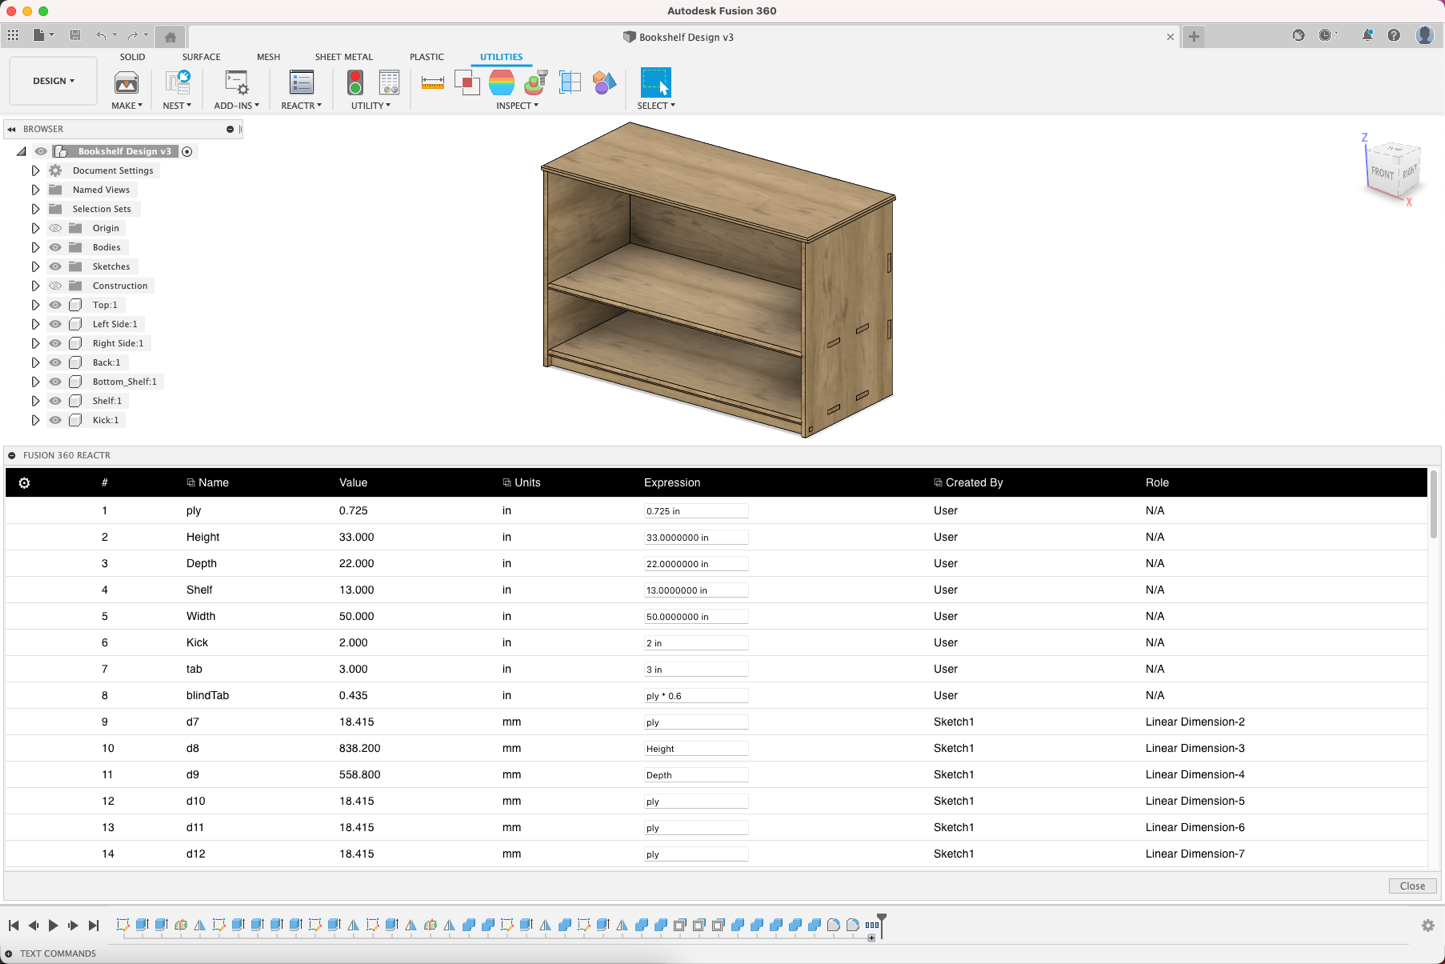 Autodesk Fusion 360
Bookshelf Design v3
SOLID SURFACE MESH SHEET METAL PLASTIC UTILITIES
DESIGN
MAKE NEST ADD-INS REACTR UTILITY INSPECT SELECT
BROWSER
Bookshelf Design v3
Document Settings
Named Views
Selection Sets
Origin
Bodies
Sketches
Construction
Top:1
Left Side:1
Right Side:1
Back:1
Bottom_Shelf:1
Shelf:1
Kick:1
Z
TOP
FRONT RIGHT
X
FUSION 360 REACTR
# Name Value Units Expression Created By Role
1 ply 0.725 in 0.725 in User N/A
2 Height 33.000 in 33.0000000 in User N/A
3 Depth 22.000 in 22.0000000 in User N/A
4 Shelf 13.000 in 13.0000000 in User N/A
5 Width 50.000 in 50.0000000 in User N/A
6 Kick 2.000 in 2 in User N/A
7 tab 3.000 in 3 in User N/A
8 blindTab 0.435 in ply * 0.6 User N/A
9 d7 18.415 mm ply Sketch1 Linear Dimension-2
10 d8 838.200 mm Height Sketch1 Linear Dimension-3
11 d9 558.800 mm Depth Sketch1 Linear Dimension-4
12 d10 18.415 mm ply Sketch1 Linear Dimension-5
13 d11 18.415 mm ply Sketch1 Linear Dimension-6
14 d12 18.415 mm ply Sketch1 Linear Dimension-7
Close
TEXT COMMANDS